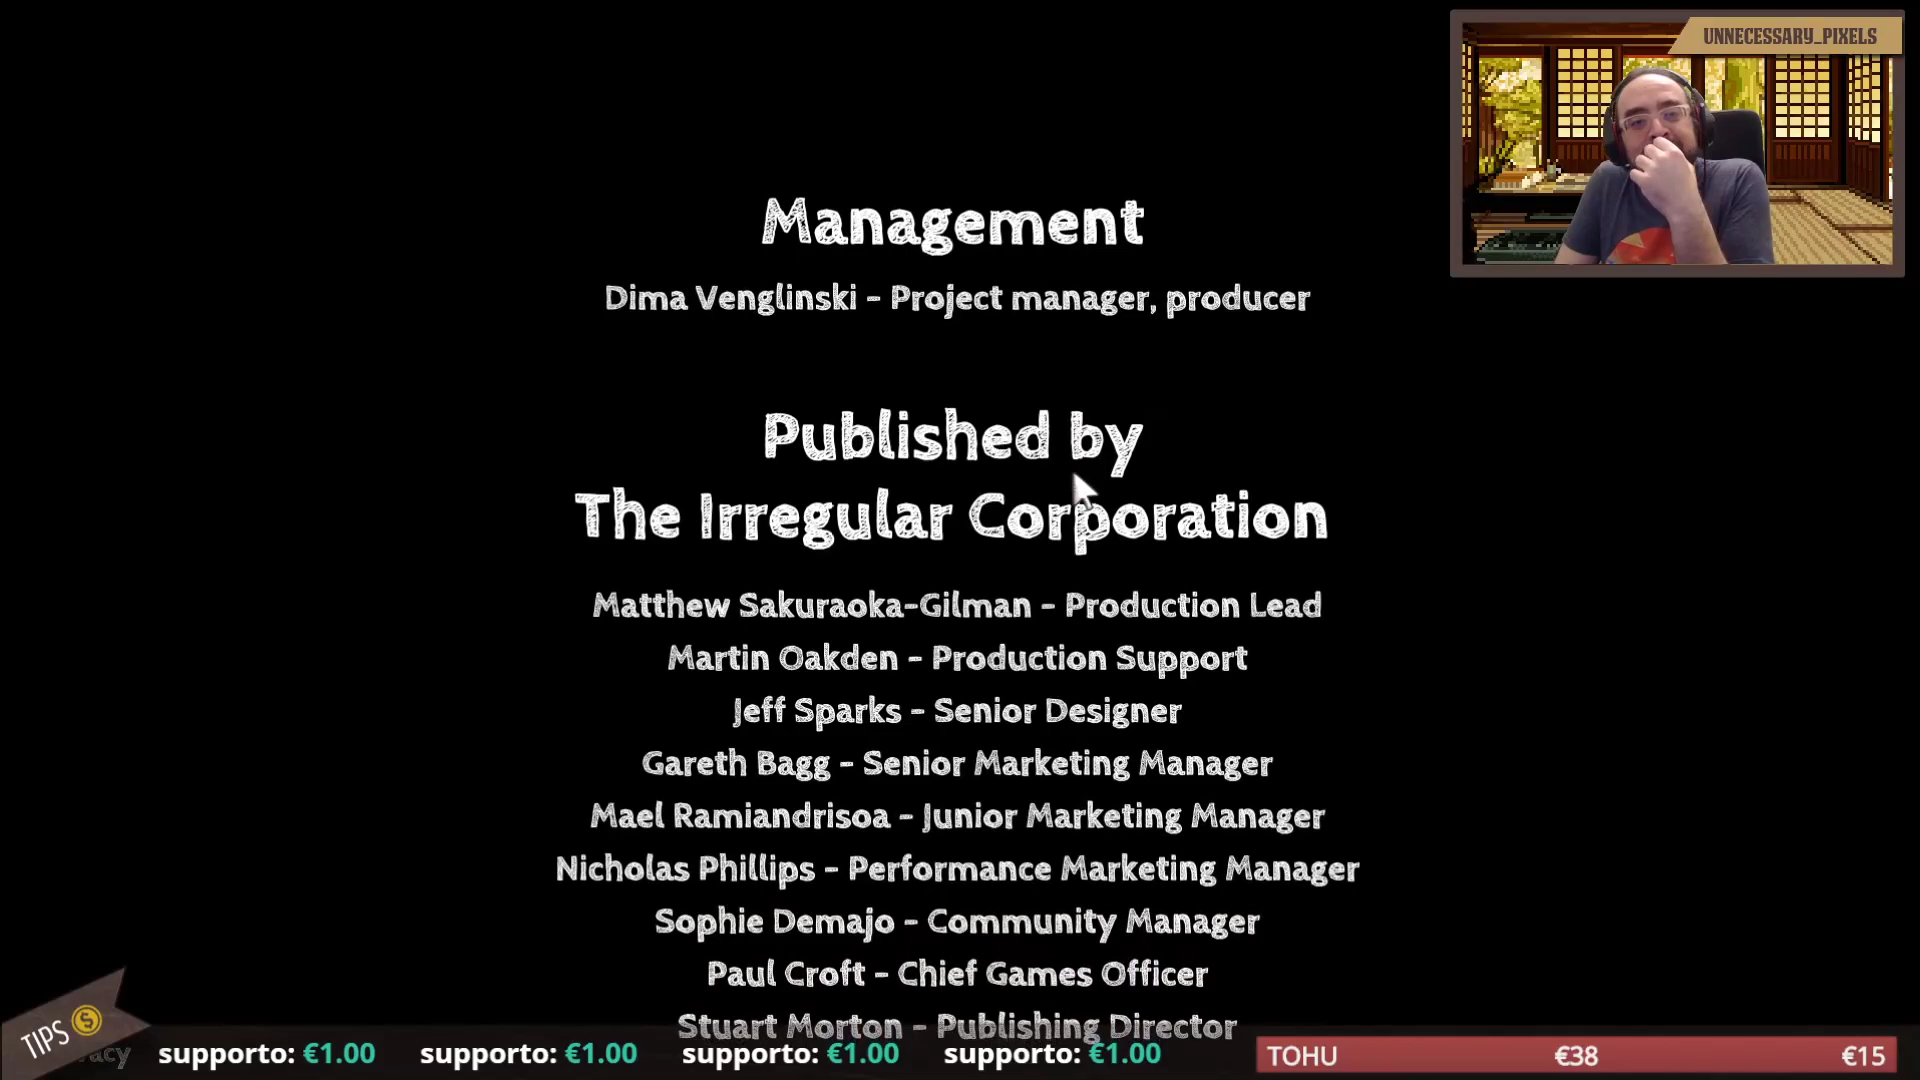 UNNECESSARY_PIXELS
Management
Dima Venglinski - Project manager, producer
Published by
The Irregular Corporation
Matthew Sakuraoka-Gilman - Production Lead
Martin Oakden - Production Support
Jeff Sparks - Senior Designer
Gareth Bagg - Senior Marketing Manager
Mael Ramiandrisoa - Junior Marketing Manager
Nicholas Phillips - Performance Marketing Manager
Sophie Demajo - Community Manager
Paul Croft - Chief Games Officer
Stuart Morton - Publishing Director
TIPS
supporto: €1.00 supporto: €1.00 supporto: €1.00 supporto: €1.00
TOHU €38 €15